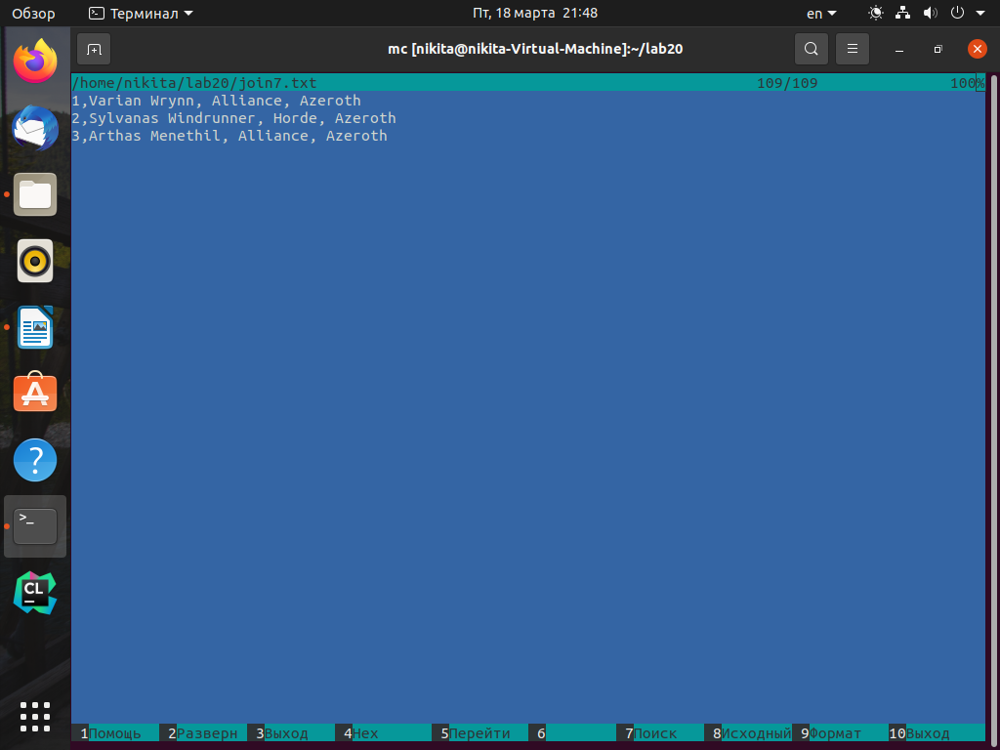 Обзор Терминал Пт, 18 марта 21:48 en
mc [nikita@nikita-Virtual-Machine]:~/lab20
/home/nikita/lab20/join7.txt 109/109 100%
1,Varian Wrynn, Alliance, Azeroth
2,Sylvanas Windrunner, Horde, Azeroth
3,Arthas Menethil, Alliance, Azeroth
>_
CL
1Помощь 2Разверн 3Выход 4Hex 5Перейти 6 7Поиск 8Исходный 9Формат 10Выход